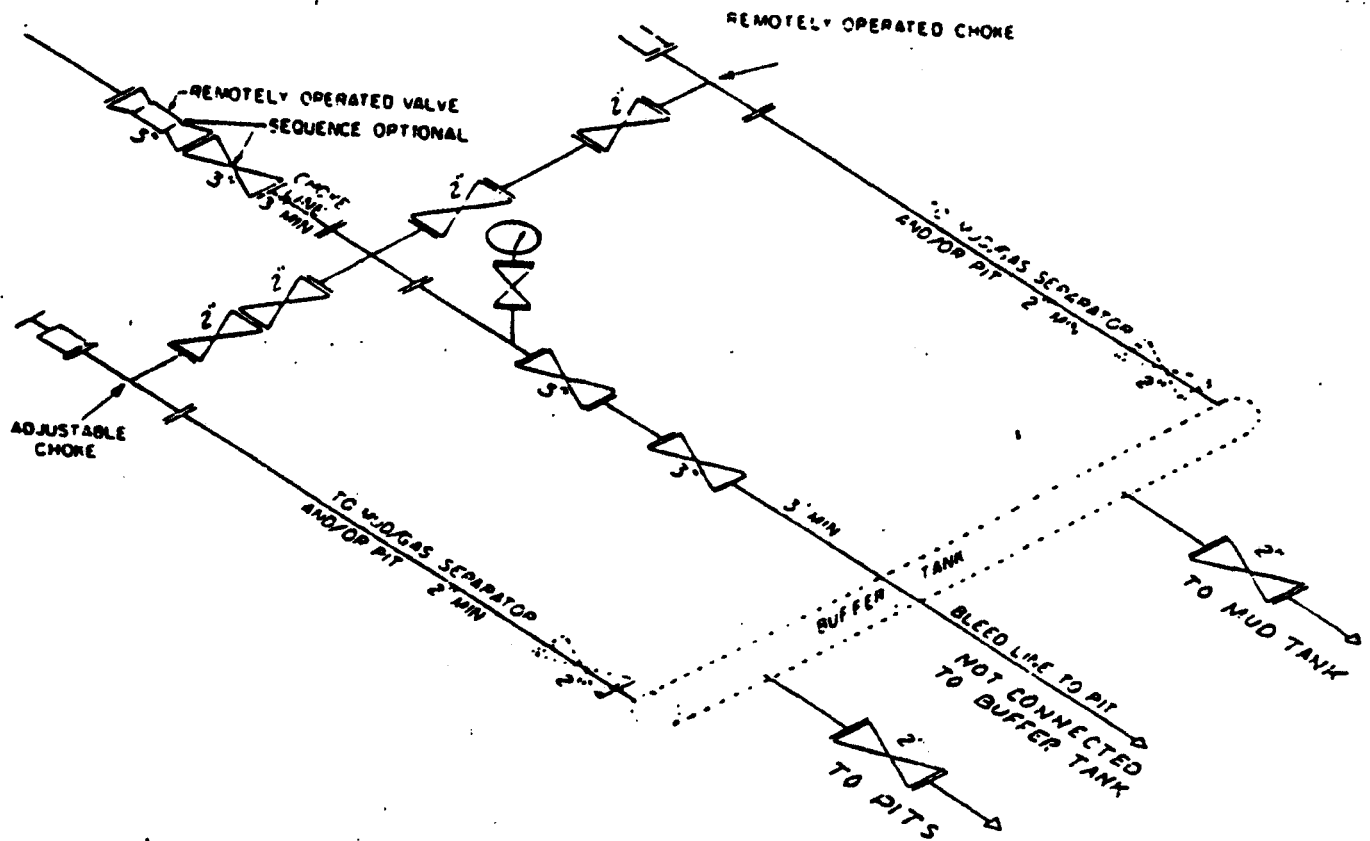 REMOTELY OPERATED CHOKE
REMOTELY OPERATED VALVE
SEQUENCE OPTIONAL
3"
3"
CHOKE
LINE
3" MIN
2"
2"
2"
2"
ADJUSTABLE
CHOKE
MUD/GAS SEPARATOR
AND/OR PIT
2" MIN
2"
3"
3"
3" MIN
TO MUD/GAS SEPARATOR
AND/OR PIT
2" MIN
2"
BUFFER TANK
BLEED LINE TO PIT
NOT CONNECTED
TO BUFFER TANK
2"
TO MUD TANK
2"
TO PITS